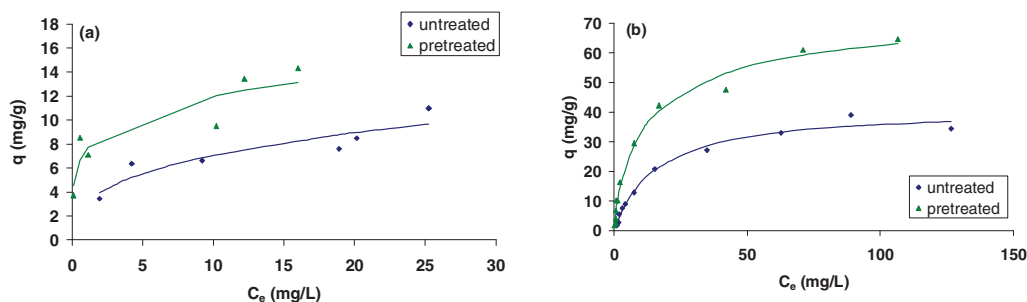 (a)
untreated
pretreated
18
16
14
12
10
8
6
4
2
0
q (mg/g)
0 5 10 15 20 25 30
Cₑ (mg/L)
(b)
70
60
50
40
30
20
10
0
q (mg/g)
untreated
pretreated
0 50 100 150
Cₑ (mg/L)